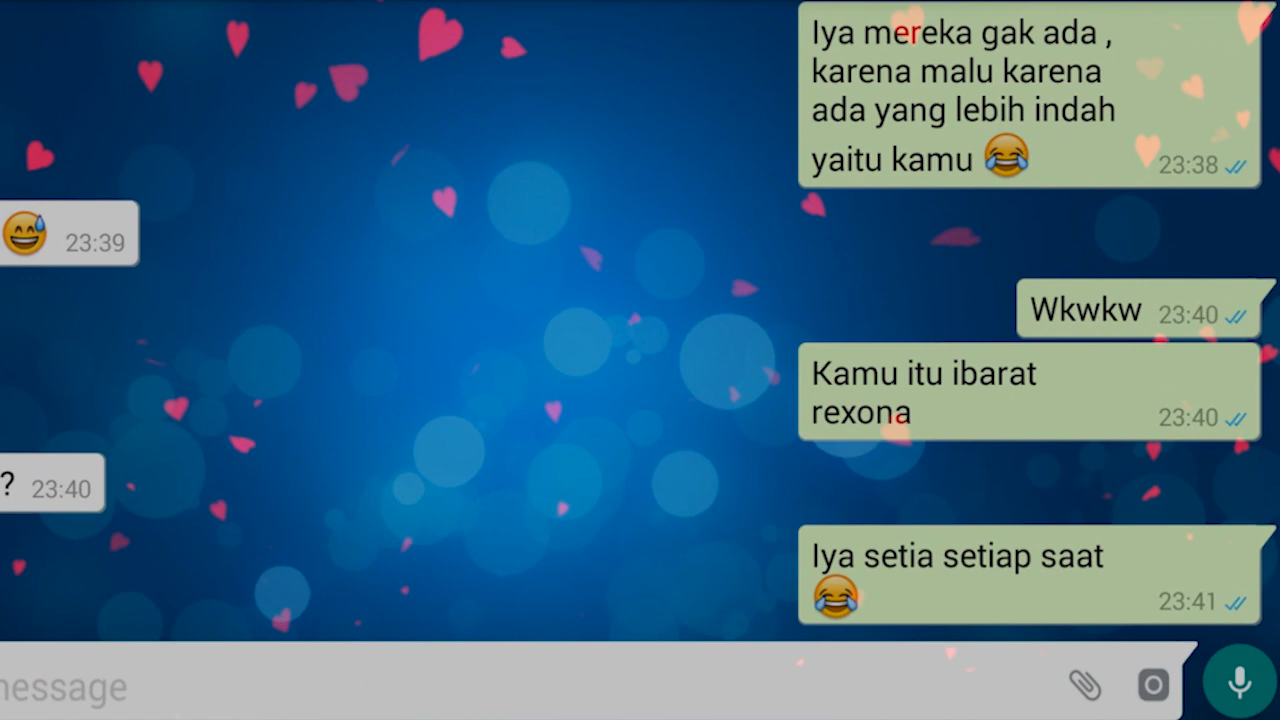 Iya mereka gak ada ,
karena malu karena
ada yang lebih indah
yaitu kamu 😂 23:38
😅 23:39
Wkwkw 23:40
Kamu itu ibarat
rexona 23:40
? 23:40
Iya setia setiap saat
😂 23:41
essage